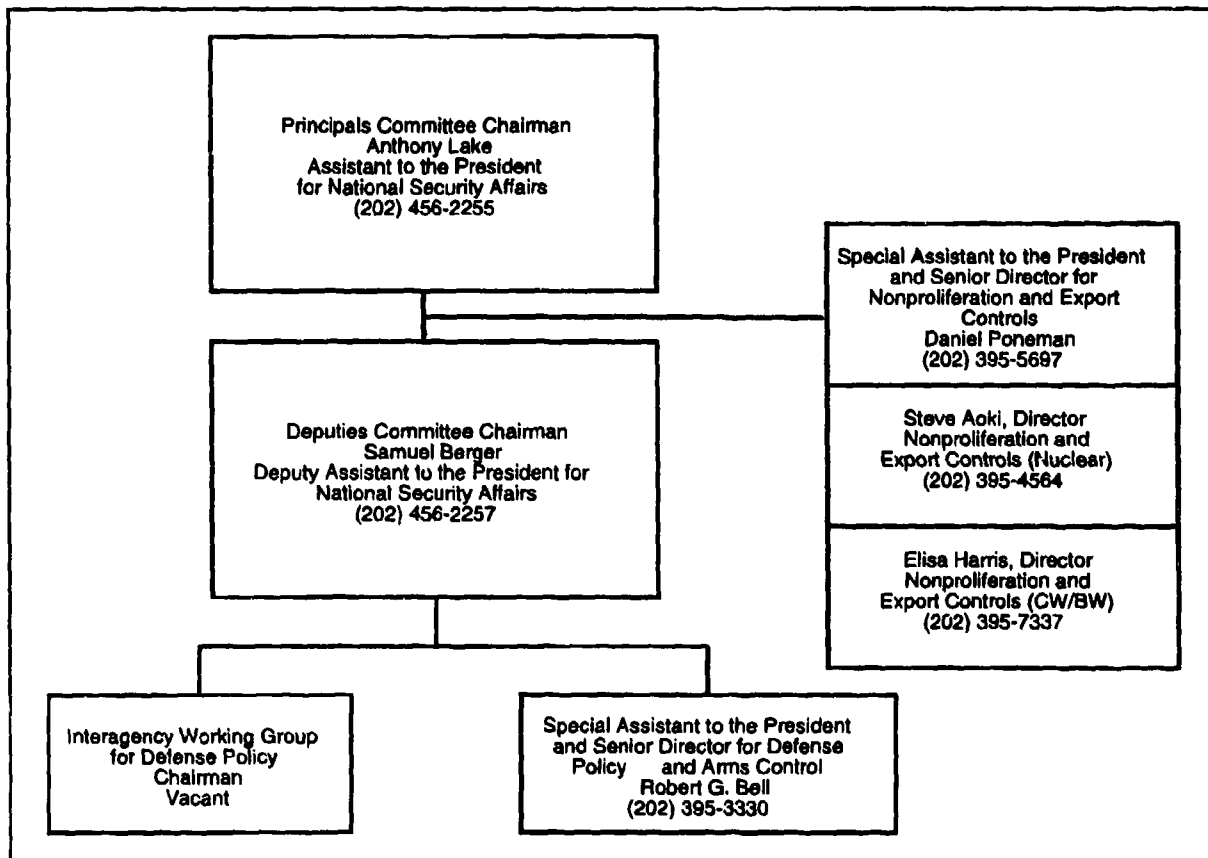 Principals Committee Chairman
Anthony Lake
Assistant to the President
for National Security Affairs
(202) 456-2255
Special Assistant to the President
and Senior Director for
Nonproliferation and Export
Controls
Daniel Poneman
(202) 395-5697
Deputies Committee Chairman
Samuel Berger
Deputy Assistant to the President for
National Security Affairs
(202) 456-2257
Steve Aoki, Director
Nonproliferation and
Export Controls (Nuclear)
(202) 395-4564
Elisa Harris, Director
Nonproliferation and
Export Controls (CW/BW)
(202) 395-7337
Interagency Working Group
for Defense Policy
Chairman
Vacant
Special Assistant to the President
and Senior Director for Defense
Policy and Arms Control
Robert G. Bell
(202) 395-3330